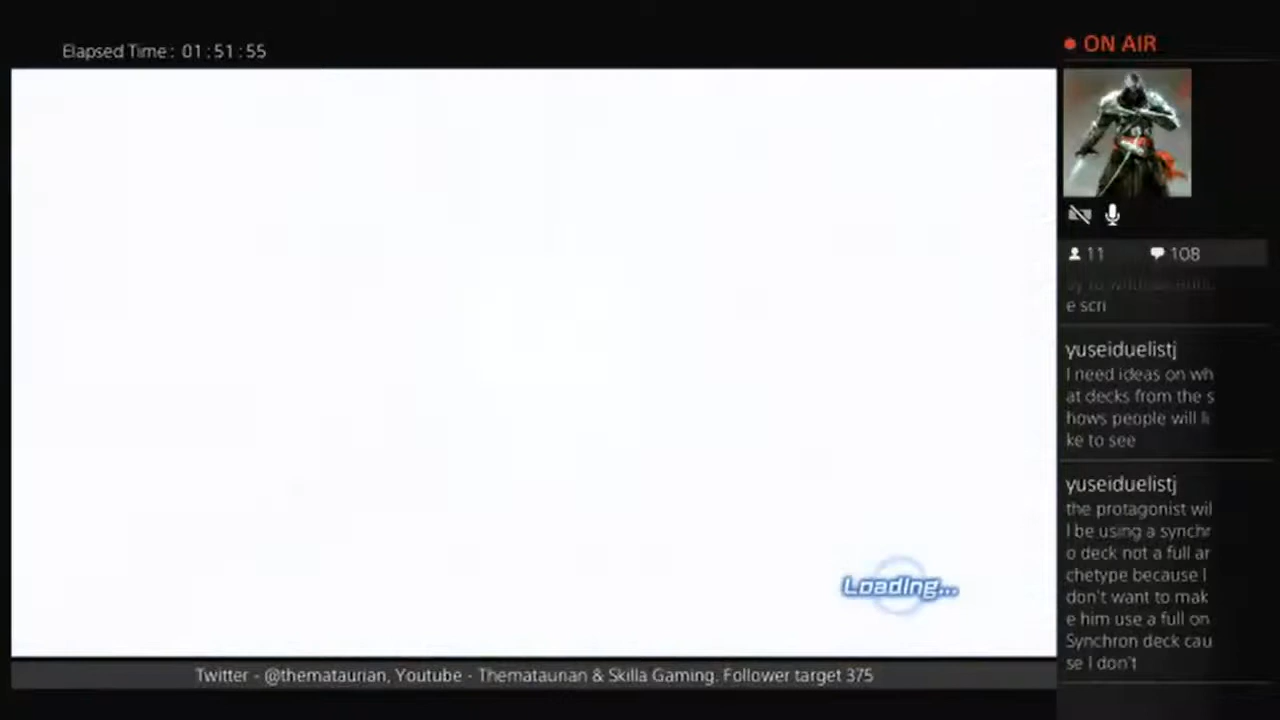 Elapsed Time: 01:51:55
ON AIR
11 108
e scri
yuseiduelistj
I need ideas on wh
at decks from the s
hows people will li
ke to see
yuseiduelistj
the protagonist wil
l be using a synchr
o deck not a full ar
chetype because I
don't want to mak
e him use a full on
Synchron deck cau
se I don't
Loading...
Twitter - @themataurian, Youtube - Themataurian & Skilla Gaming. Follower target 375